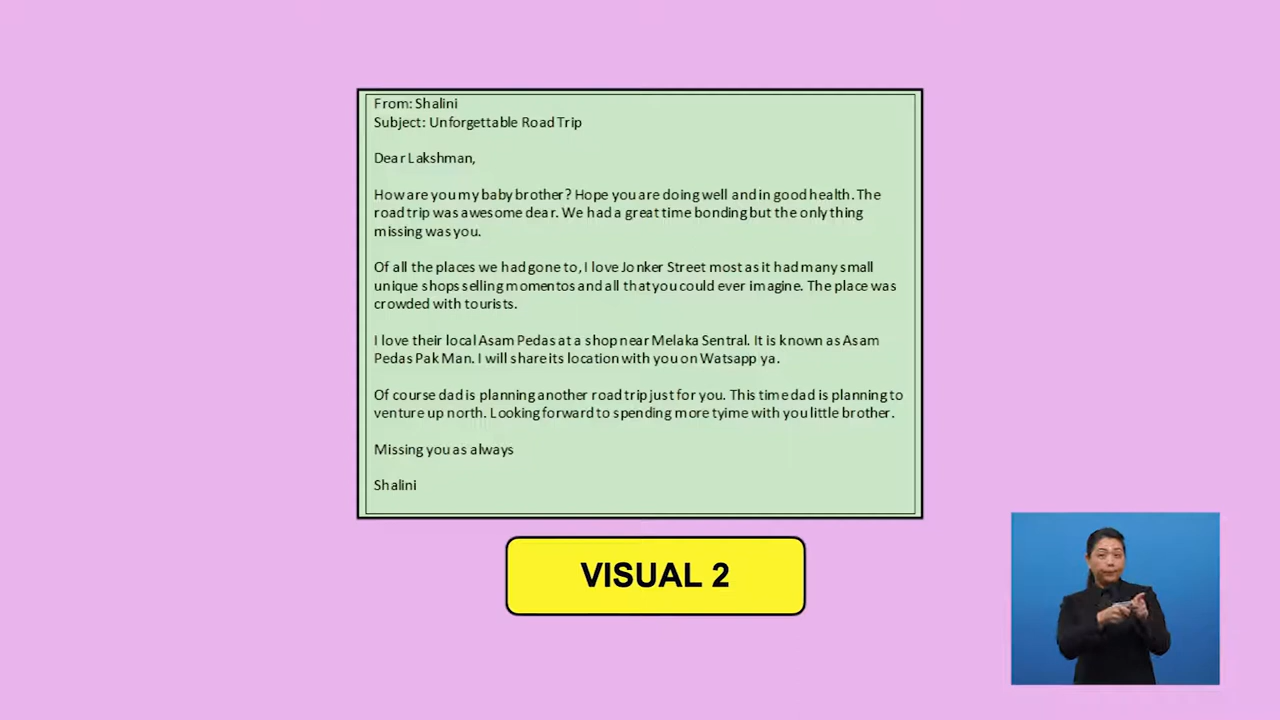 From: Shalini
Subject: Unforgettable Road Trip
Dear Lakshman,
How are you my baby brother? Hope you are doing well and in good health. The
road trip was awesome dear. We had a great time bonding but the only thing
missing was you.
Of all the places we had gone to, I love Jonker Street most as it had many small
unique shops selling momentos and all that you could ever imagine. The place was
crowded with tourists.
I love their local Asam Pedas at a shop near Melaka Sentral. It is known as Asam
Pedas Pak Man. I will share its location with you on Watsapp ya.
Of course dad is planning another road trip just for you. This time dad is planning to
venture up north. Looking forward to spending more tyime with you little brother.
Missing you as always
Shalini
VISUAL 2